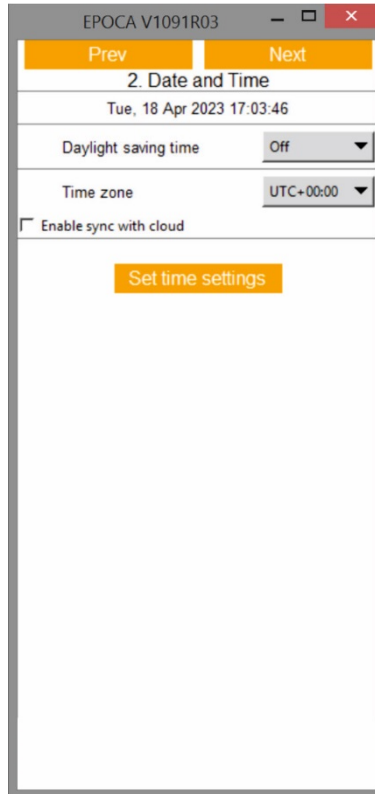 EPOCA V1091R03
Prev Next
2. Date and Time
Tue, 18 Apr 2023 17:03:46
Daylight saving time Off
Time zone UTC+00:00
Enable sync with cloud
Set time settings